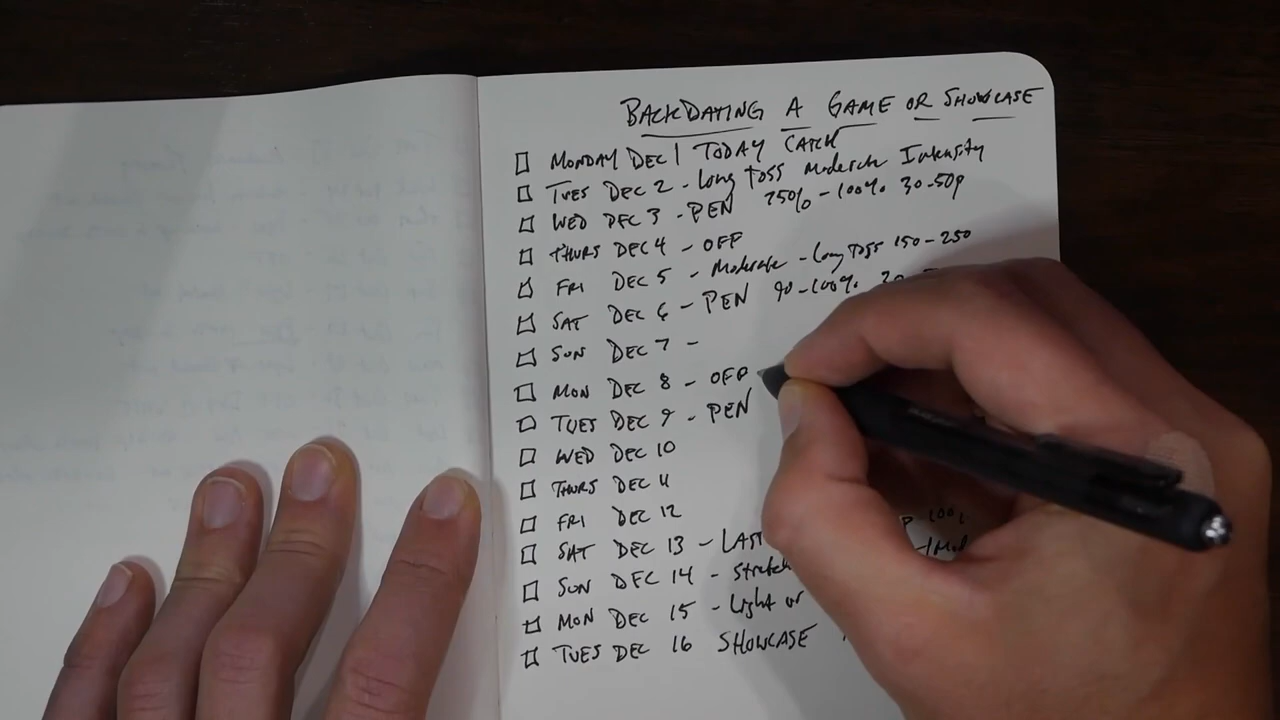 BACKDATING A GAME OR SHOWCASE
MONDAY DEC 1 TODAY CATCH
TUES DEC 2 - Long Toss Moderate Intensity
WED DEC 3 - PEN 750% - 100% 30-50p
THURS DEC 4 - OFF
FRI DEC 5 - Moderate - Long Toss 150-250
SAT DEC 6 - PEN 90-100%
SUN DEC 7 -
MON DEC 8 - OFF
TUES DEC 9 - PEN
WED DEC 10
THURS DEC 11
FRI DEC 12
SAT DEC 13 - LAST
SUN DEC 14 - Stretch
MON DEC 15 - Light or
TUES DEC 16 SHOWCASE